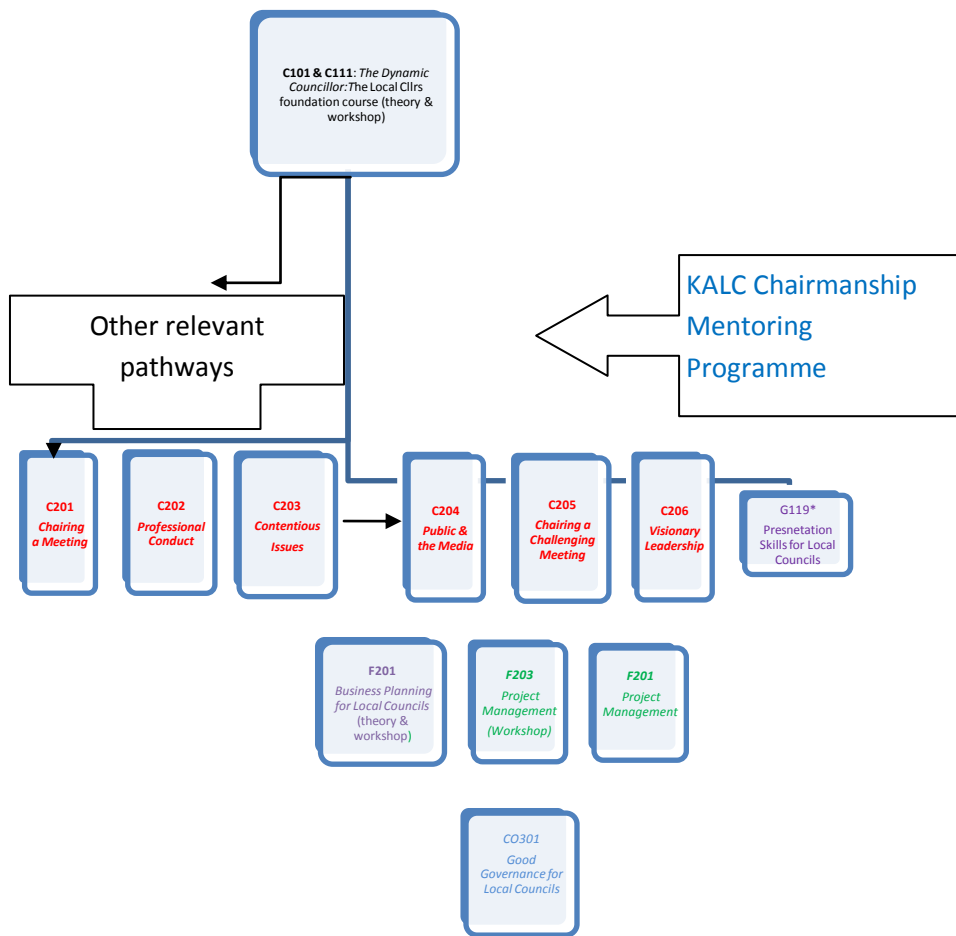 C101 & C111: The Dynamic
Councillor:The Local Cllrs
foundation course (theory &
workshop)
KALC Chairmanship
Mentoring
Programme
Other relevant
pathways
C201
Chairing
a Meeting
C202
Professional
Conduct
C203
Contentious
Issues
C204
Public &
the Media
C205
Chairing a
Challenging
Meeting
C206
Visionary
Leadership
G119*
Presnetation
Skills for Local
Councils
F201
Business Planning
for Local Councils
(theory &
workshop)
F203
Project
Management
(Workshop)
F201
Project
Management
CO301
Good
Governance for
Local Councils